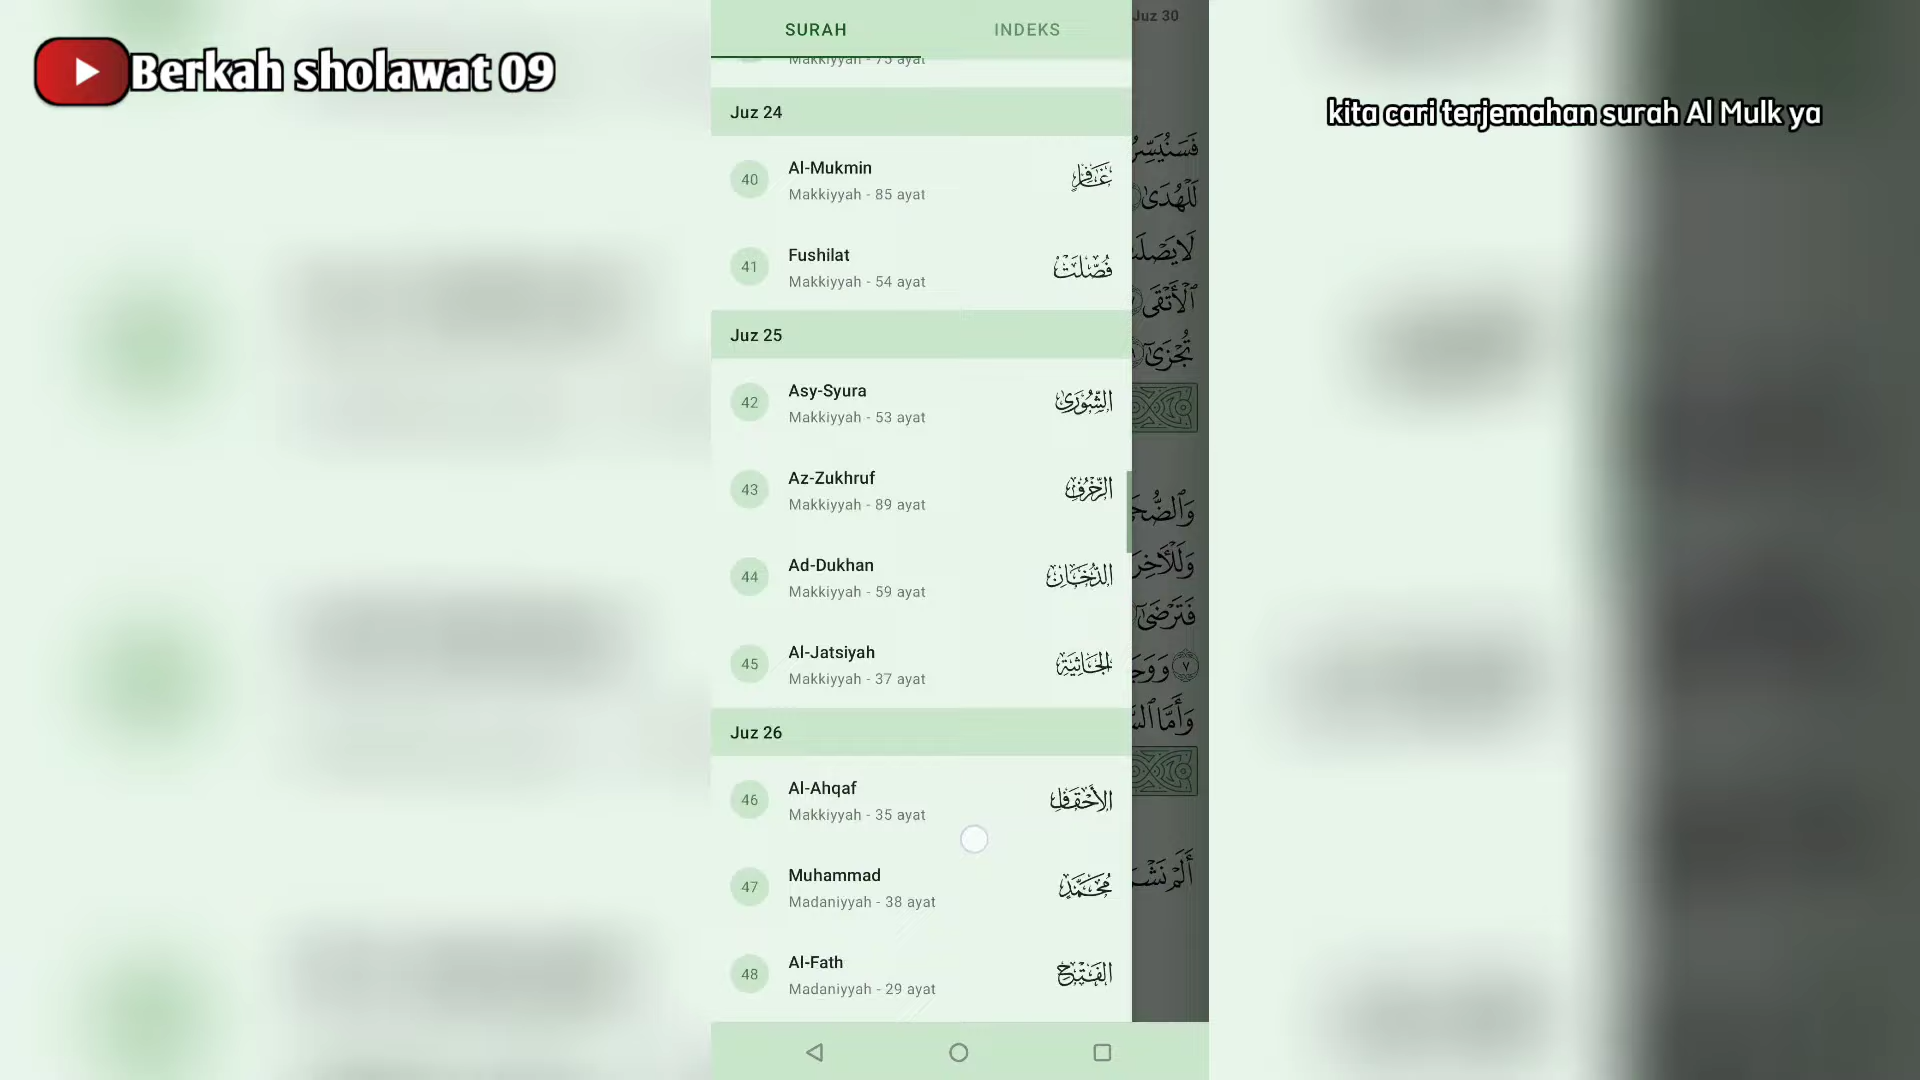 Berkah sholawat 09
kita cari terjemahan surah Al Mulk ya
SURAH
INDEKS
Juz 30
Makkiyyah - 75 ayat
Juz 24
40
Al-Mukmin
غافر
Makkiyyah - 85 ayat
41
Fushilat
فُصِّلَتْ
Makkiyyah - 54 ayat
Juz 25
42
Asy-Syura
الشُّورَىٰ
Makkiyyah - 53 ayat
43
Az-Zukhruf
الزُّخْرُفِ
Makkiyyah - 89 ayat
44
Ad-Dukhan
الدُّخَانِ
Makkiyyah - 59 ayat
45
Al-Jatsiyah
الجَاثِيَةِ
Makkiyyah - 37 ayat
Juz 26
46
Al-Ahqaf
الأَحْقَافِ
Makkiyyah - 35 ayat
47
Muhammad
مُحَمَّدٍ
Madaniyyah - 38 ayat
48
Al-Fath
الفَتْحِ
Madaniyyah - 29 ayat